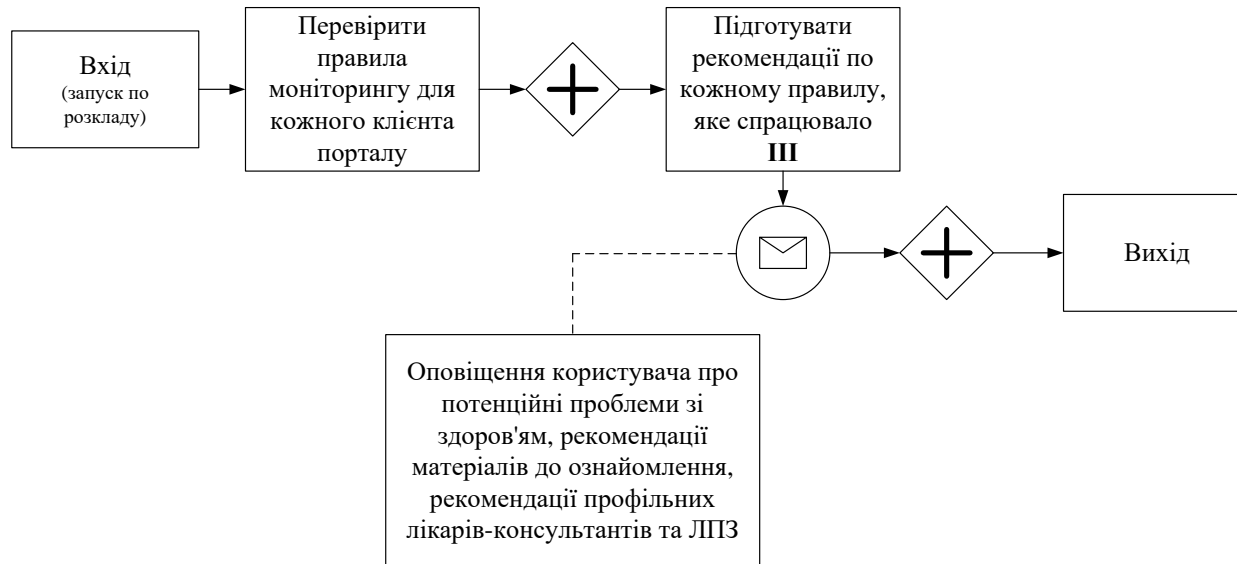 Вхід
(запуск по
розкладу)
Перевірити
правила
моніторингу для
кожного клієнта
порталу
Підготувати
рекомендації по
кожному правилу,
яке спрацювало
III
Вихід
Оповіщення користувача про
потенційні проблеми зі
здоров'ям, рекомендації
матеріалів до ознайомлення,
рекомендації профільних
лікарів-консультантів та ЛПЗ